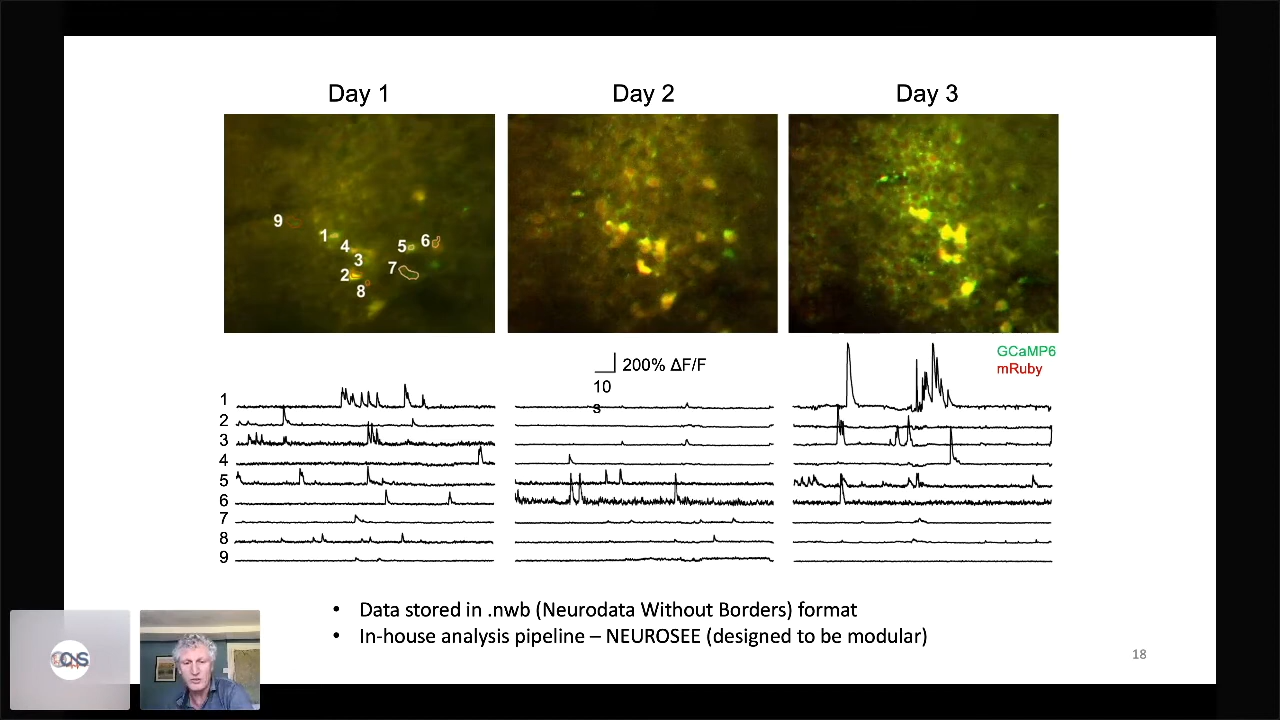 Day 1
Day 2
Day 3
9
1
4
3
2
8
5
6
7
200% ΔF/F
10
s
GCaMP6
mRuby
1
2
3
4
5
6
7
8
9
• Data stored in .nwb (Neurodata Without Borders) format
• In-house analysis pipeline – NEUROSEE (designed to be modular)
18